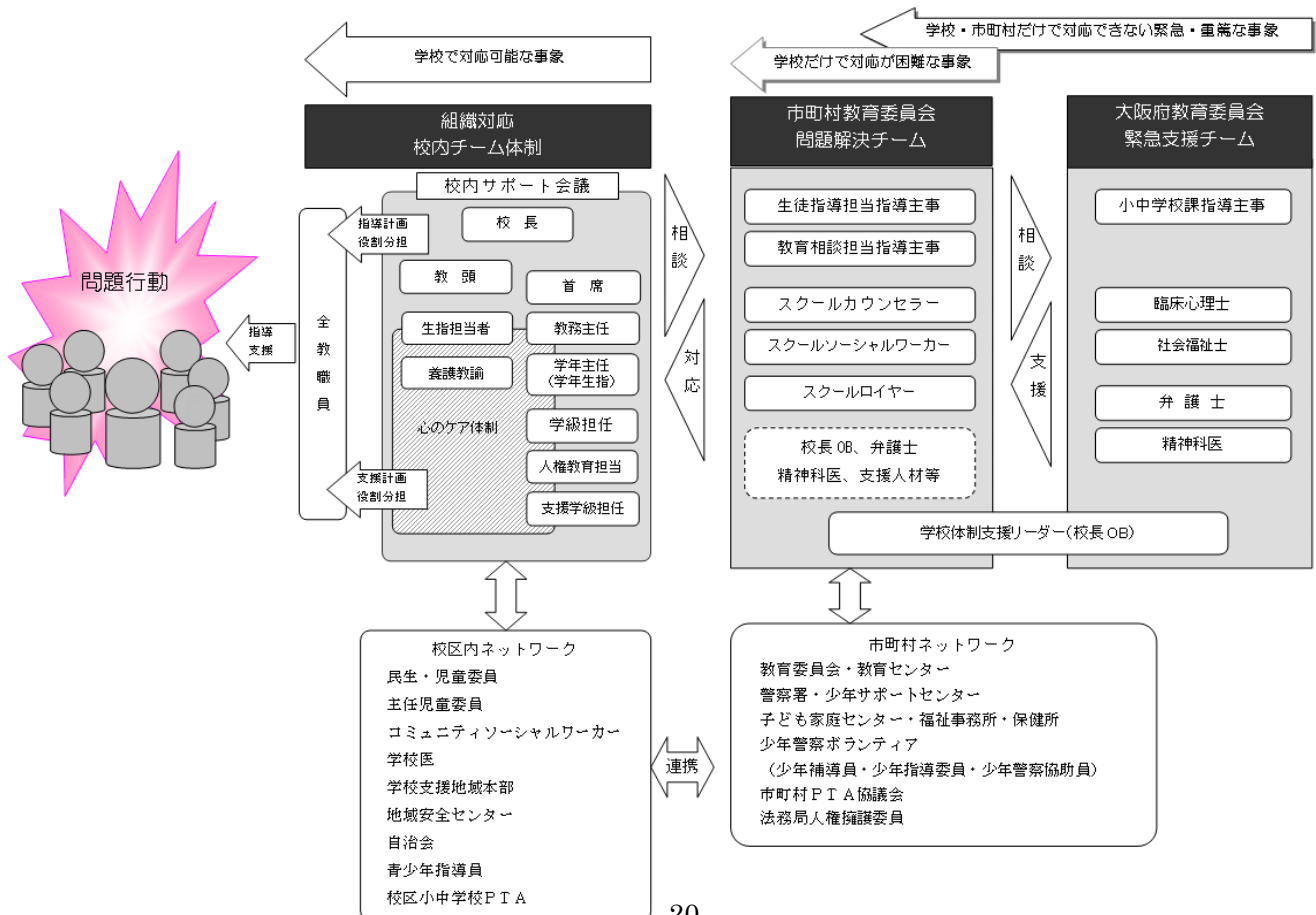 学校・市町村だけで対応できない緊急・重篤な事象
学校で対応可能な事象
学校だけで対応が困難な事象
組織対応
校内チーム体制
市町村教育委員会
問題解決チーム
大阪府教育委員会
緊急支援チーム
問題行動
指導
支援
全教職員
校内サポート会議
指導計画
役割分担
校長
教頭
首席
生指担当者
教務主任
養護教諭
学年主任
(学年生指)
心のケア体制
学級担任
人権教育担当
支援計画
役割分担
支援学級担任
相談
対応
生徒指導担当指導主事
教育相談担当指導主事
スクールカウンセラー
スクールソーシャルワーカー
スクールロイヤー
校長OB、弁護士
精神科医、支援人材等
相談
支援
小中学校課指導主事
臨床心理士
社会福祉士
弁護士
精神科医
学校体制支援リーダー(校長OB)
校区内ネットワーク
民生・児童委員
主任児童委員
コミュニティソーシャルワーカー
学校医
学校支援地域本部
地域安全センター
自治会
青少年指導員
校区小中学校PTA
連携
市町村ネットワーク
教育委員会・教育センター
警察署・少年サポートセンター
子ども家庭センター・福祉事務所・保健所
少年警察ボランティア
(少年補導員・少年指導委員・少年警察協助員)
市町村PTA協議会
法務局人権擁護委員
20